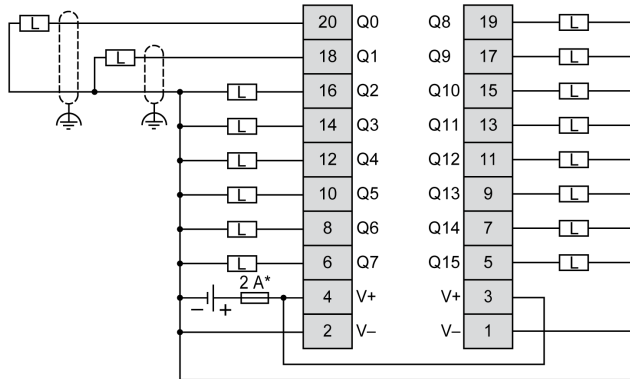 L 20 Q0 Q8 19 L
L 18 Q1 Q9 17 L
L 16 Q2 Q10 15 L
L 14 Q3 Q11 13 L
L 12 Q4 Q12 11 L
L 10 Q5 Q13 9 L
L 8 Q6 Q14 7 L
L 6 Q7 Q15 5 L
2 A*
− + 4 V+ V+ 3
2 V− V− 1